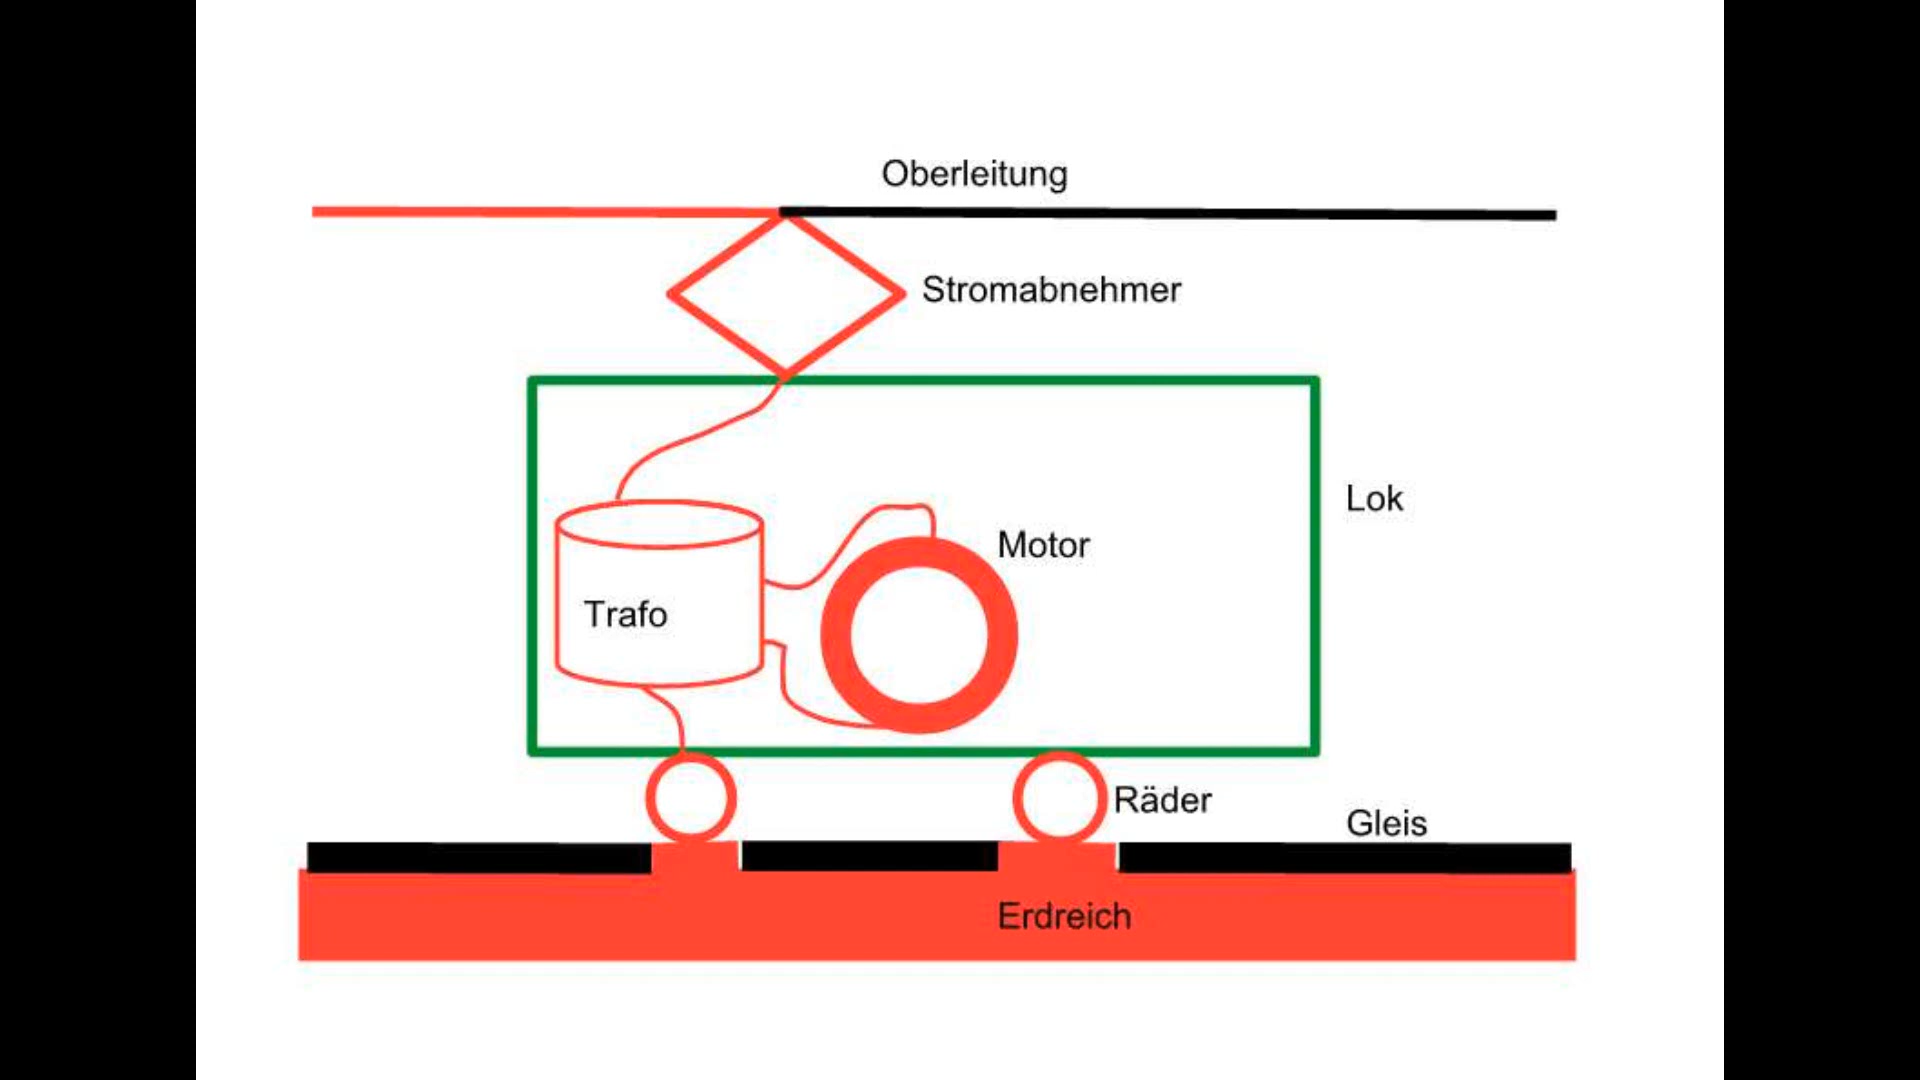 Oberleitung
Stromabnehmer
Lok
Motor
Trafo
Räder
Gleis
Erdreich